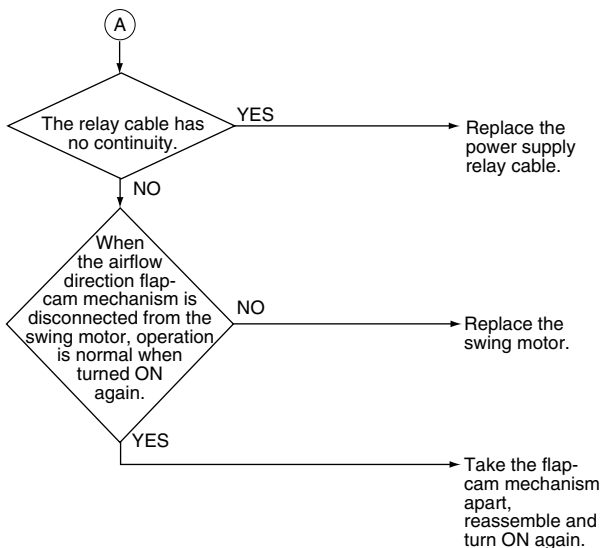 A
The relay cable has
no continuity.
YES
Replace the
power supply
relay cable.
NO
When
the airflow
direction flap-
cam mechanism is
disconnected from the
swing motor, operation
is normal when
turned ON
again.
NO
Replace the
swing motor.
YES
Take the flap-
cam mechanism
apart,
reassemble and
turn ON again.